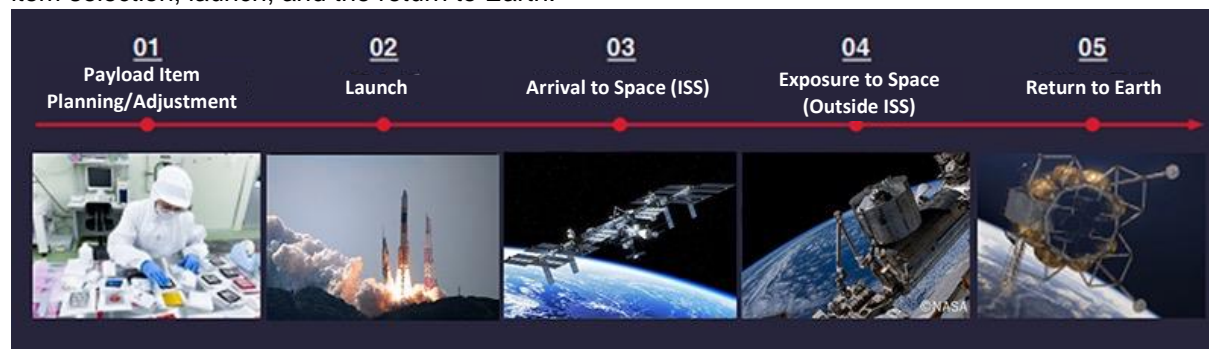 item selection, launch, and the return to Earth.
01
Payload Item
Planning/Adjustment
02
Launch
03
Arrival to Space (ISS)
04
Exposure to Space
(Outside ISS)
05
Return to Earth
©NASA